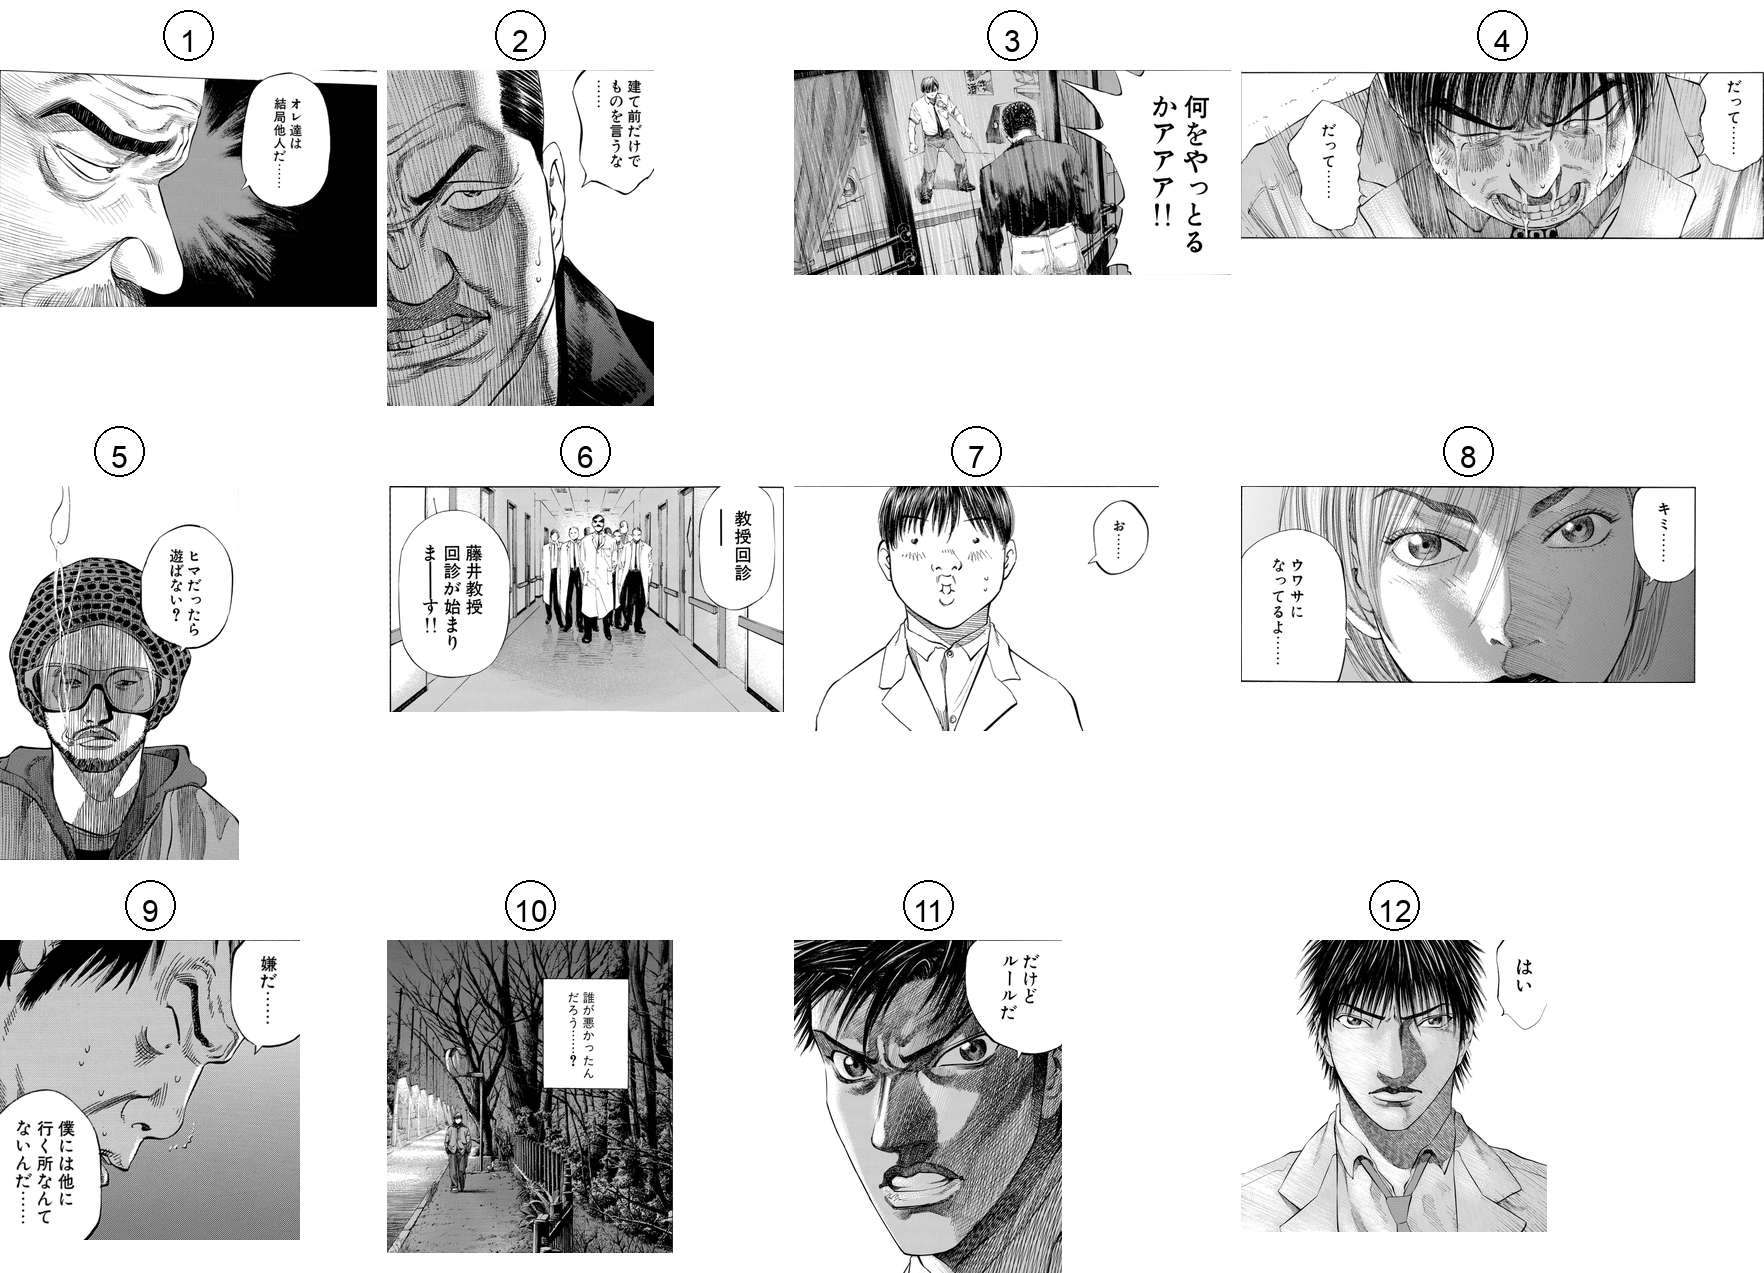 1
オレ達は
結局他人だ……
2
建て前だけで
ものを言うな
……
3
何をやっとる
かアアア!!
4
だって……
だって……
5
ヒマだったら
遊ばない?
6
教授回診
――
藤井教授
回診が始まり
ま――す!!
7
お……
8
キミ……
ウワサに
なってるよ……
9
嫌だ……
僕には他に
行く所なんて
ないんだ……
10
誰が悪かったん
だろう……?
11
だけど
ルールだ
12
はい